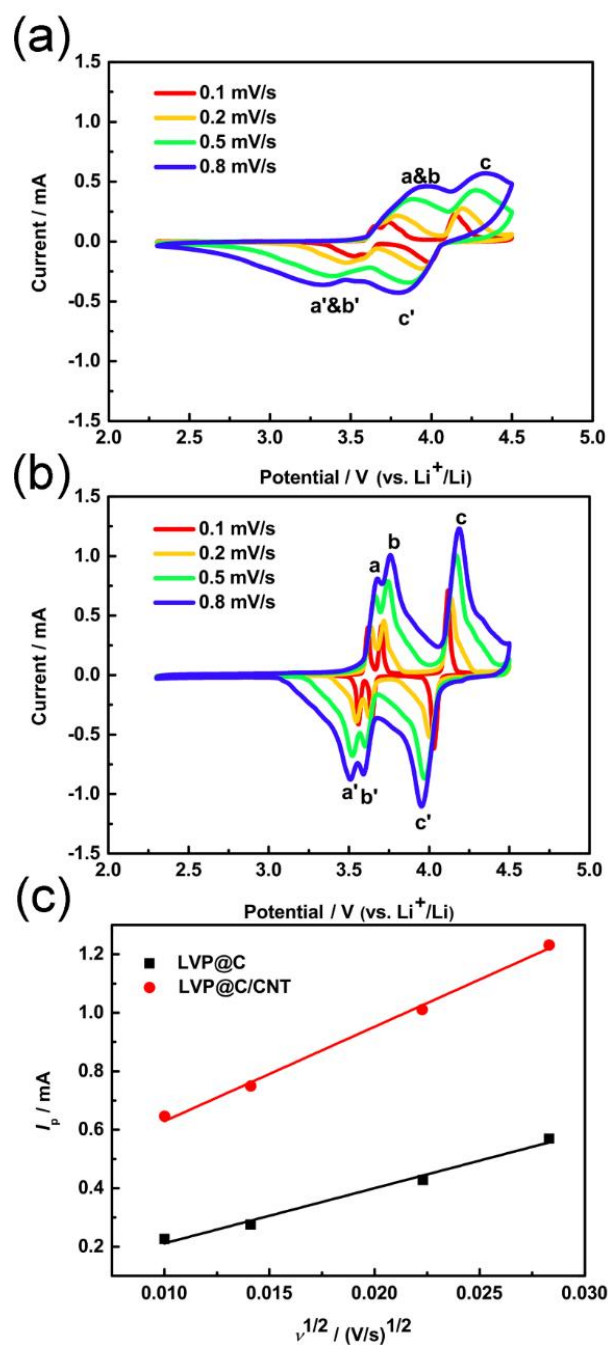 (a)
1.5
1.0
0.5
0.0
-0.5
-1.0
-1.5
Current / mA
0.1 mV/s
0.2 mV/s
0.5 mV/s
0.8 mV/s
a&b
c
a'&b'
c'
2.0 2.5 3.0 3.5 4.0 4.5 5.0
Potential / V (vs. Li⁺/Li)
(b)
1.5
1.0
0.5
0.0
-0.5
-1.0
-1.5
Current / mA
0.1 mV/s
0.2 mV/s
0.5 mV/s
0.8 mV/s
a
b
c
a'
b'
c'
2.0 2.5 3.0 3.5 4.0 4.5 5.0
Potential / V (vs. Li⁺/Li)
(c)
1.2
1.0
0.8
0.6
0.4
0.2
Iₚ / mA
LVP@C
LVP@C/CNT
0.010 0.015 0.020 0.025 0.030
ν^1/2 / (V/s)^1/2